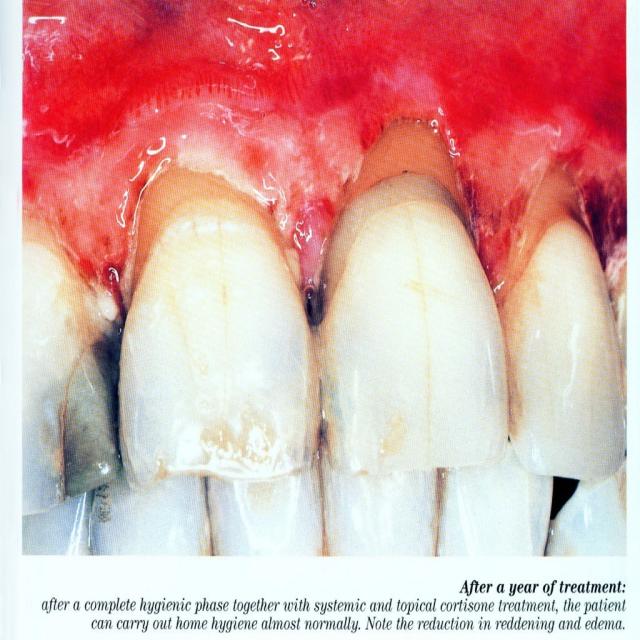 After a year of treatment:
after a complete hygienic phase together with systemic and topical cortisone treatment, the patient
can carry out home hygiene almost normally. Note the reduction in reddening and edema.